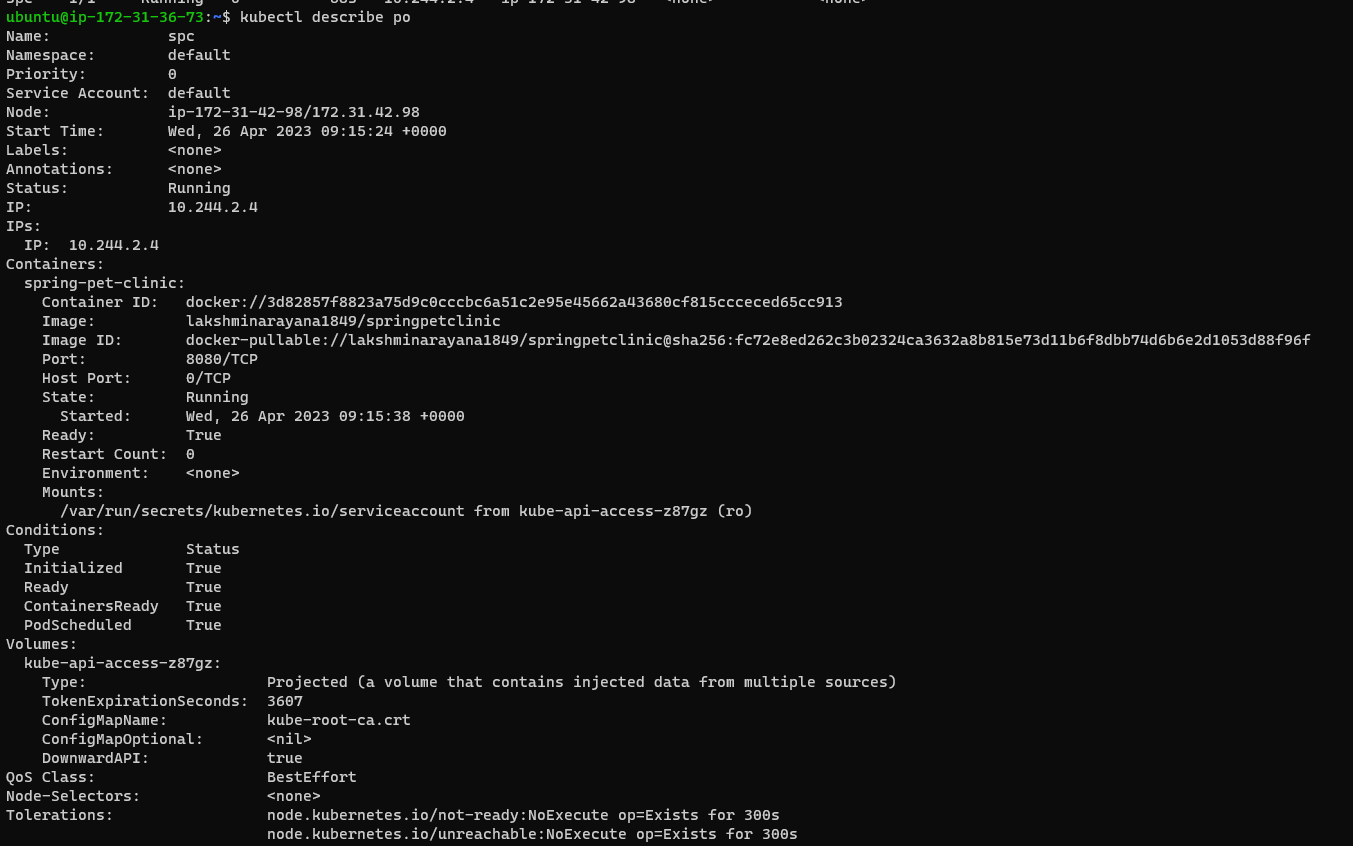 spc 1/1 Running 0 88s 10.244.2.4 ip-172-31-42-98 <none> <none>
ubuntu@ip-172-31-36-73:~$ kubectl describe po
Name:             spc
Namespace:        default
Priority:         0
Service Account:  default
Node:             ip-172-31-42-98/172.31.42.98
Start Time:       Wed, 26 Apr 2023 09:15:24 +0000
Labels:           <none>
Annotations:      <none>
Status:           Running
IP:               10.244.2.4
IPs:
  IP:  10.244.2.4
Containers:
  spring-pet-clinic:
    Container ID:   docker://3d82857f8823a75d9c0cccbc6a51c2e95e45662a43680cf815ccceced65cc913
    Image:          lakshminarayana1849/springpetclinic
    Image ID:       docker-pullable://lakshminarayana1849/springpetclinic@sha256:fc72e8ed262c3b02324ca3632a8b815e73d11b6f8dbb74d6b6e2d1053d88f96f
    Port:           8080/TCP
    Host Port:      0/TCP
    State:          Running
      Started:      Wed, 26 Apr 2023 09:15:38 +0000
    Ready:          True
    Restart Count:  0
    Environment:    <none>
    Mounts:
      /var/run/secrets/kubernetes.io/serviceaccount from kube-api-access-z87gz (ro)
Conditions:
  Type              Status
  Initialized       True
  Ready             True
  ContainersReady   True
  PodScheduled      True
Volumes:
  kube-api-access-z87gz:
    Type:                    Projected (a volume that contains injected data from multiple sources)
    TokenExpirationSeconds:  3607
    ConfigMapName:           kube-root-ca.crt
    ConfigMapOptional:       <nil>
    DownwardAPI:             true
QoS Class:                   BestEffort
Node-Selectors:              <none>
Tolerations:                 node.kubernetes.io/not-ready:NoExecute op=Exists for 300s
                             node.kubernetes.io/unreachable:NoExecute op=Exists for 300s